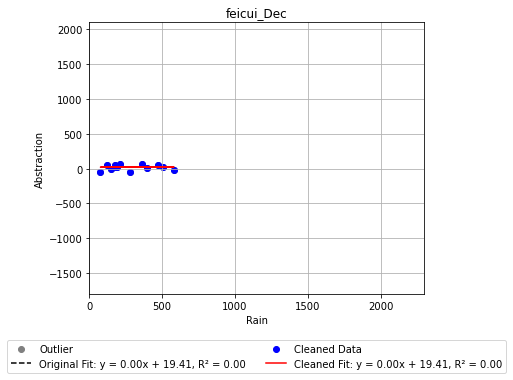 feicui_Dec
2000
1500
1000
500
0
−500
−1000
−1500
Abstraction
0 500 1000 1500 2000
Rain
Outlier Cleaned Data
Original Fit: y = 0.00x + 19.41, R² = 0.00 Cleaned Fit: y = 0.00x + 19.41, R² = 0.00